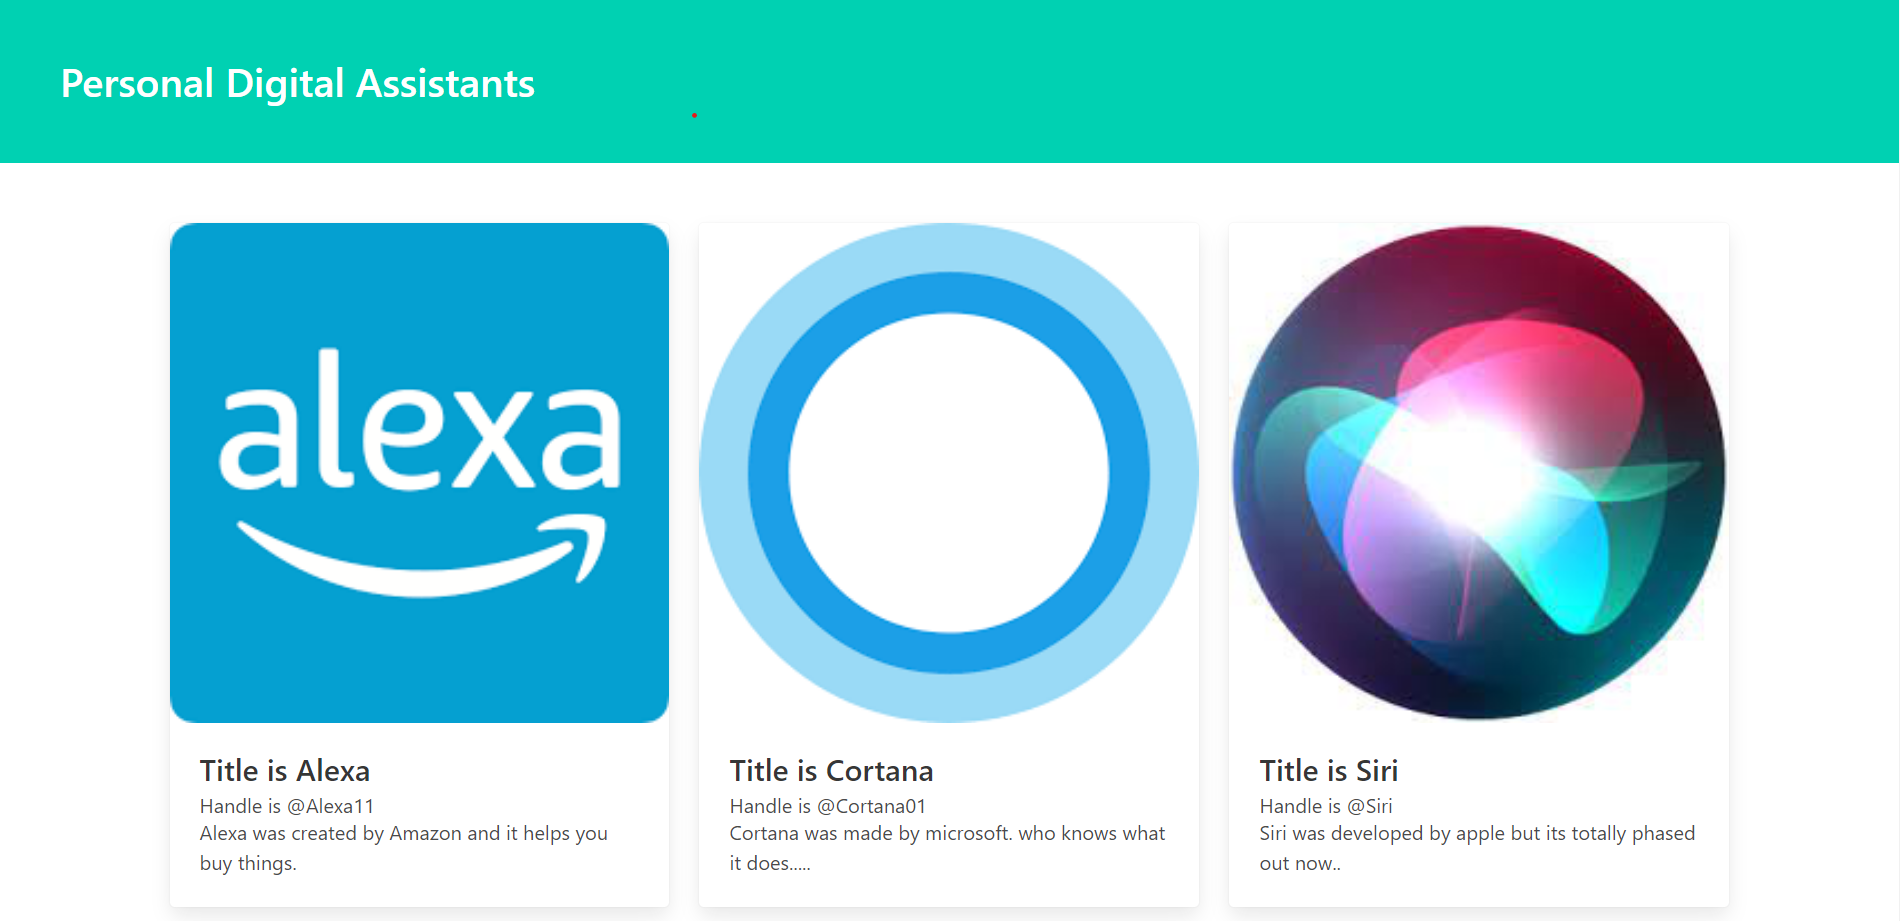 Personal Digital Assistants
alexa
Title is Alexa
Handle is @Alexa11
Alexa was created by Amazon and it helps you
buy things.
Title is Cortana
Handle is @Cortana01
Cortana was made by microsoft. who knows what
it does.....
Title is Siri
Handle is @Siri
Siri was developed by apple but its totally phased
out now..